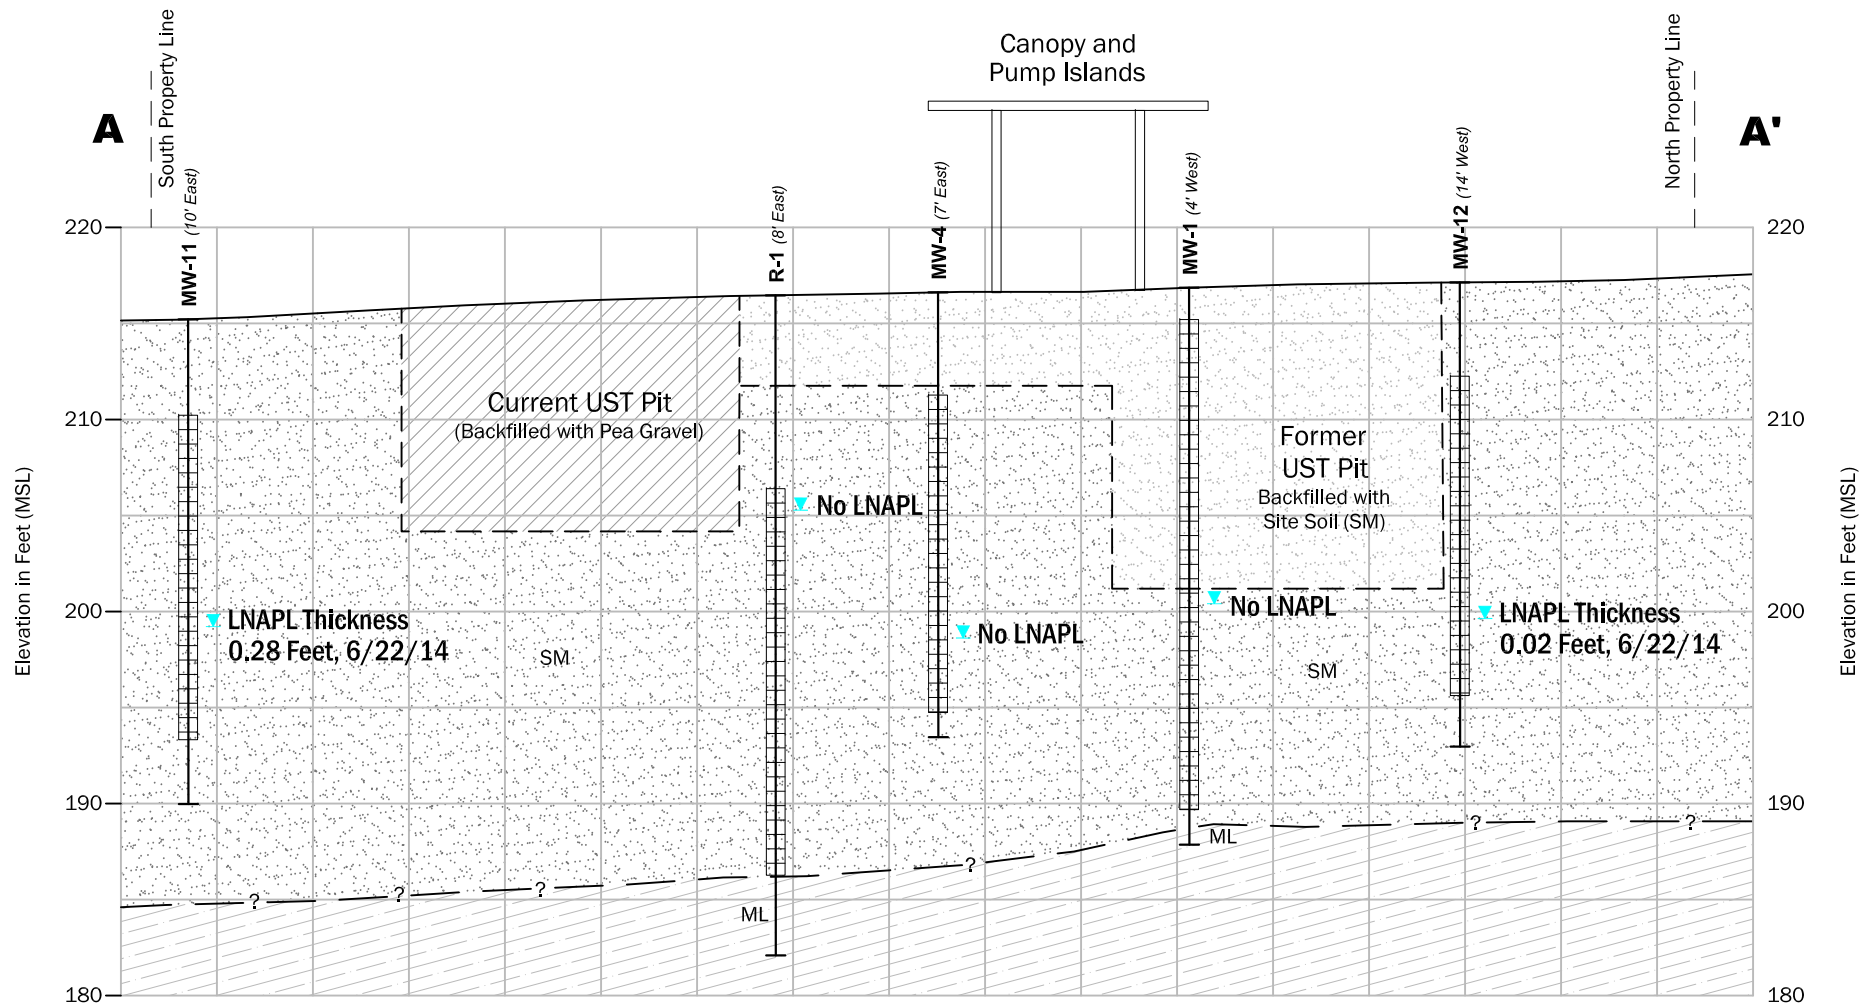 Canopy and
Pump Islands
South Property Line
North Property Line
A
A'
MW-11 (10' East)
R-1 (8' East)
MW-4 (7' East)
MW-1 (4' West)
MW-12 (14' West)
220
220
Current UST Pit
(Backfilled with Pea Gravel)
210
210
Former
UST Pit
Backfilled with
Site Soil (SM)
No LNAPL
Elevation in Feet (MSL)
Elevation in Feet (MSL)
200
200
LNAPL Thickness
0.28 Feet, 6/22/14
No LNAPL
No LNAPL
LNAPL Thickness
0.02 Feet, 6/22/14
SM
SM
190
190
ML
? ? ? ? ? ?
ML
180
180